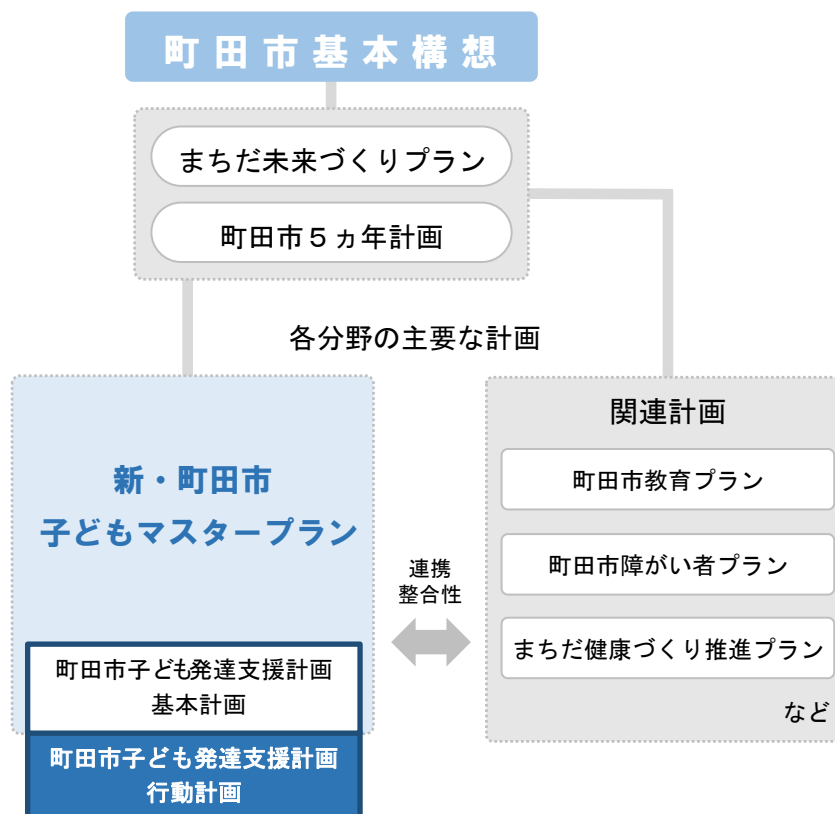 町田市基本構想
まちだ未来づくりプラン
町田市５ヵ年計画
各分野の主要な計画
新・町田市
子どもマスタープラン
町田市子ども発達支援計画
基本計画
町田市子ども発達支援計画
行動計画
連携
整合性
関連計画
町田市教育プラン
町田市障がい者プラン
まちだ健康づくり推進プラン
など